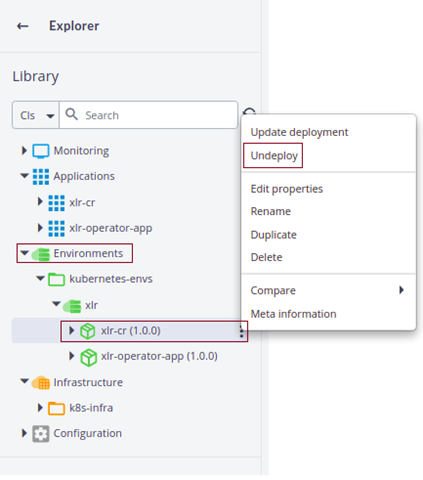 Explorer
Library
CIs
Search
Monitoring
Applications
xlr-cr
xlr-operator-app
Environments
kubernetes-envs
xlr
xlr-cr (1.0.0)
xlr-operator-app (1.0.0)
Infrastructure
k8s-infra
Configuration
Update deployment
Undeploy
Edit properties
Rename
Duplicate
Delete
Compare
Meta information